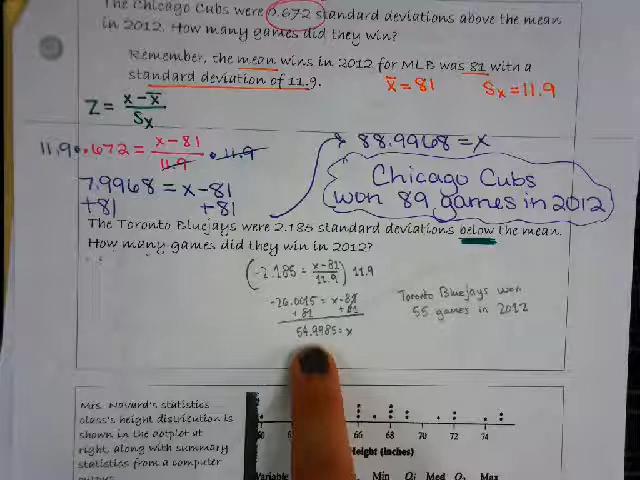 The Chicago Cubs were 0.672 standard deviations above the mean
in 2012. How many games did they win?
Remember, the mean wins in 2012 for MLB was 81 with a
standard deviation of 11.9.
x̄ = 81 Sx = 11.9
Z = x - x̄ / Sx
11.9 • .672 = x - 81 / 11.9 • 11.9
88.9968 = x
7.9968 = x - 81
+81 +81
Chicago Cubs
won 89 games in 2012
The Toronto Bluejays were 2.185 standard deviations below the mean.
How many games did they win in 2012?
(-2.185 = x-81 / 11.9) 11.9
-26.0015 = x - 81
+ 81 + 81
54.9985 = x
Toronto Bluejays won
55 games in 2012
Mrs. Navard's statistics
class's height distribution is
shown in the dotplot at
right, along with summary
statistics from a computer
66 68 70 72 74
Height (inches)
Variable Min Q₁ Med Q₃ Max